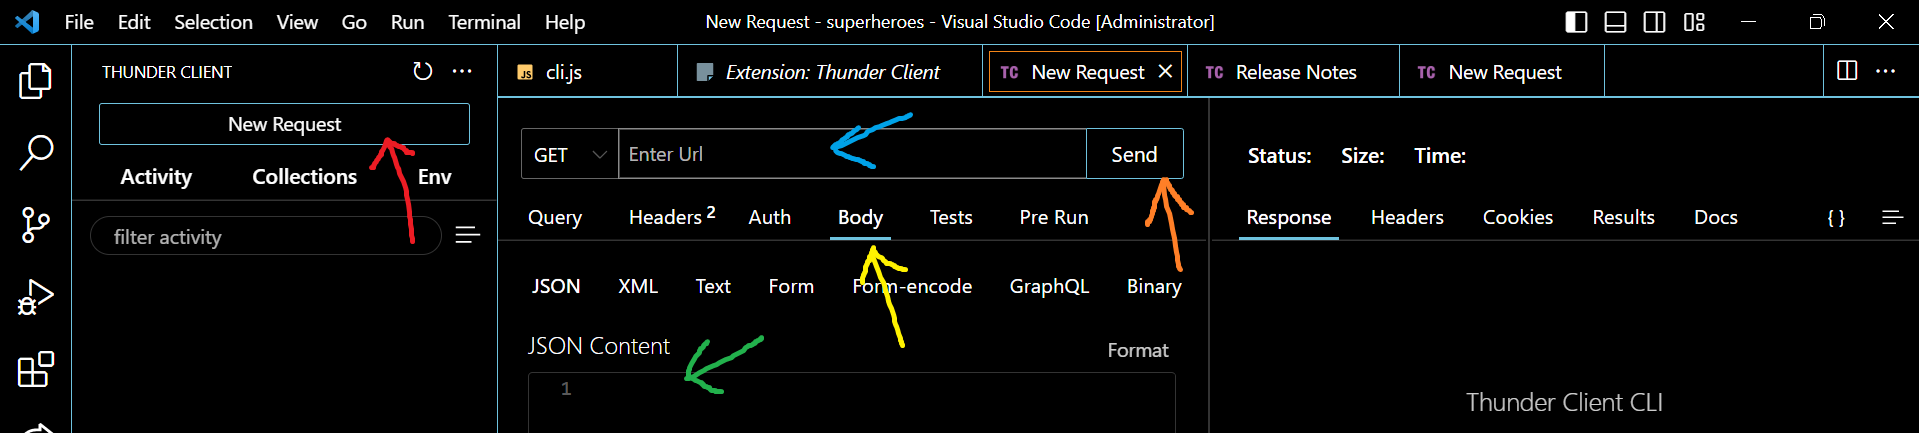 File Edit Selection View Go Run Terminal Help New Request - superheroes - Visual Studio Code [Administrator]
THUNDER CLIENT
New Request
Activity Collections Env
filter activity
JS cli.js Extension: Thunder Client TC New Request TC Release Notes TC New Request
GET Enter Url Send
Query Headers 2 Auth Body Tests Pre Run
JSON XML Text Form Form-encode GraphQL Binary
JSON Content Format
1
Status: Size: Time:
Response Headers Cookies Results Docs { }
Thunder Client CLI